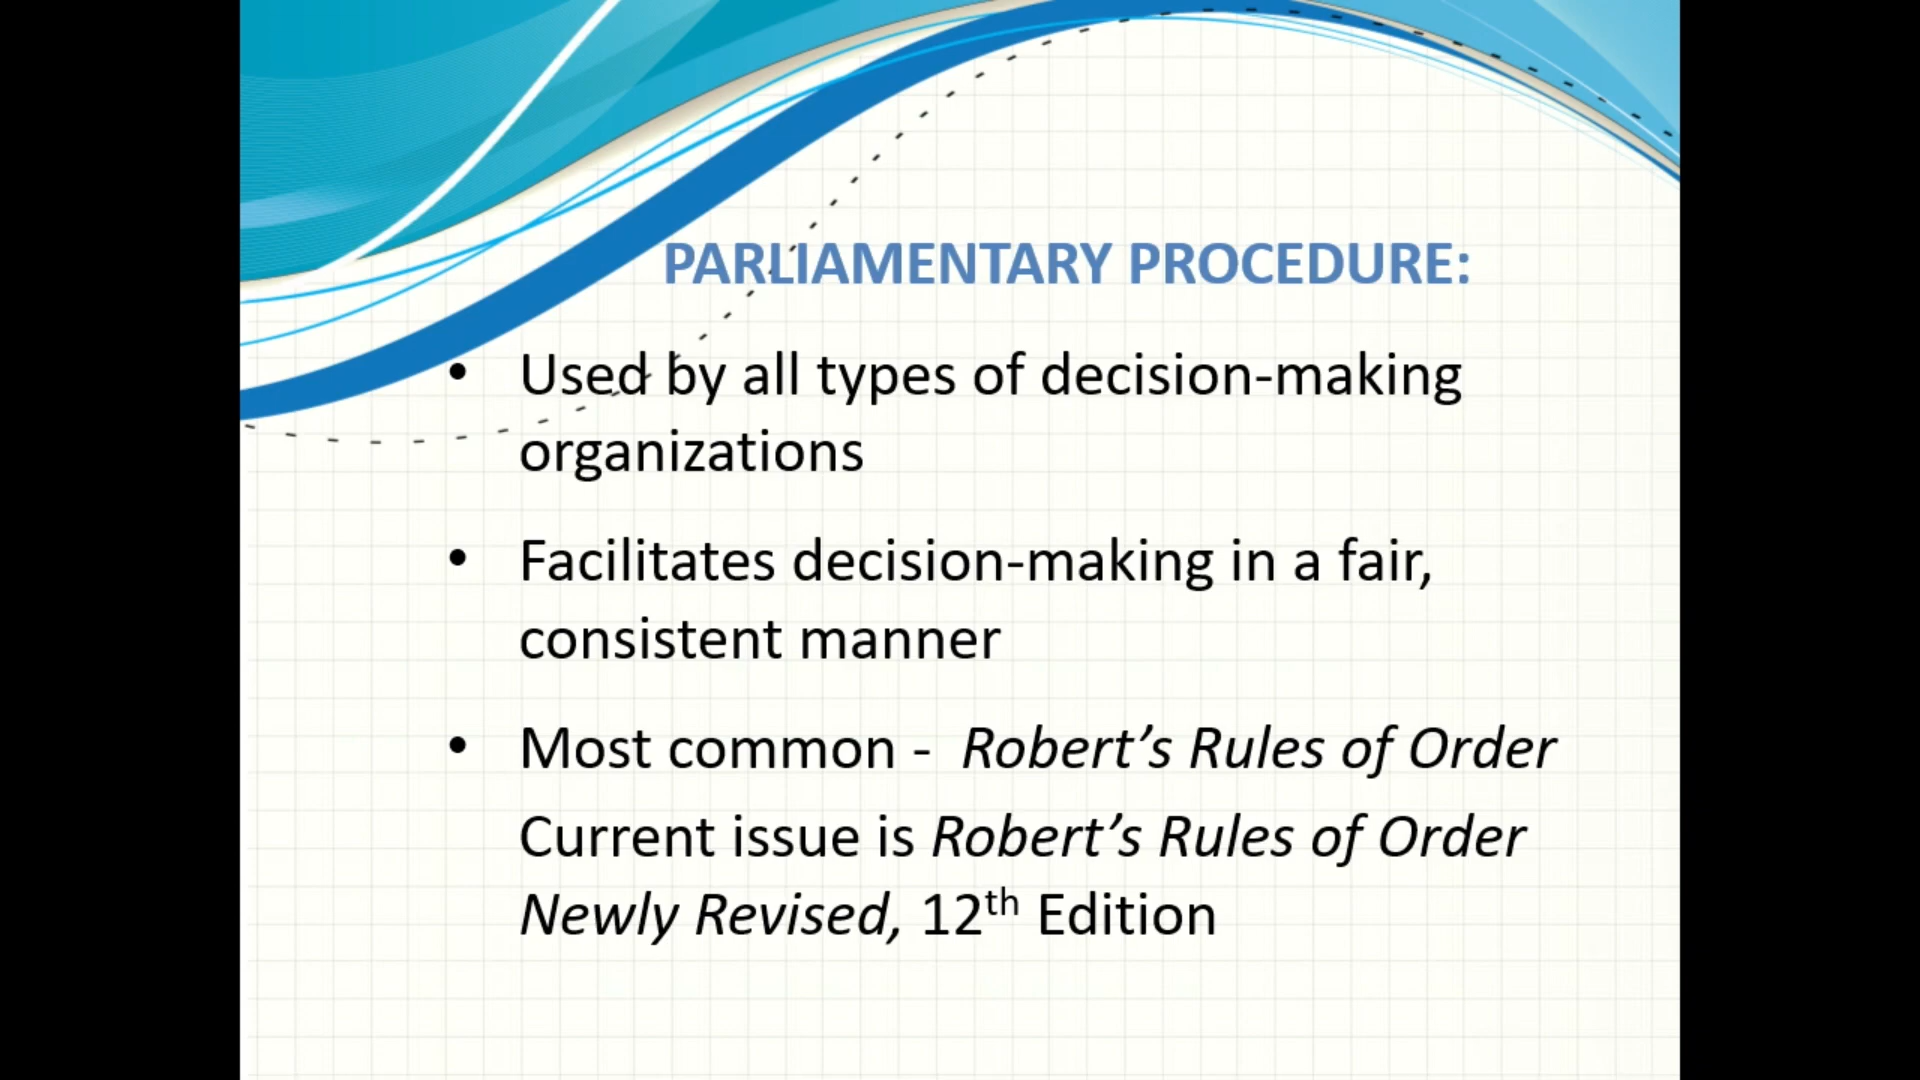 PARLIAMENTARY PROCEDURE:
• Used by all types of decision-making
organizations
• Facilitates decision-making in a fair,
consistent manner
• Most common - Robert’s Rules of Order
Current issue is Robert’s Rules of Order
Newly Revised, 12th Edition